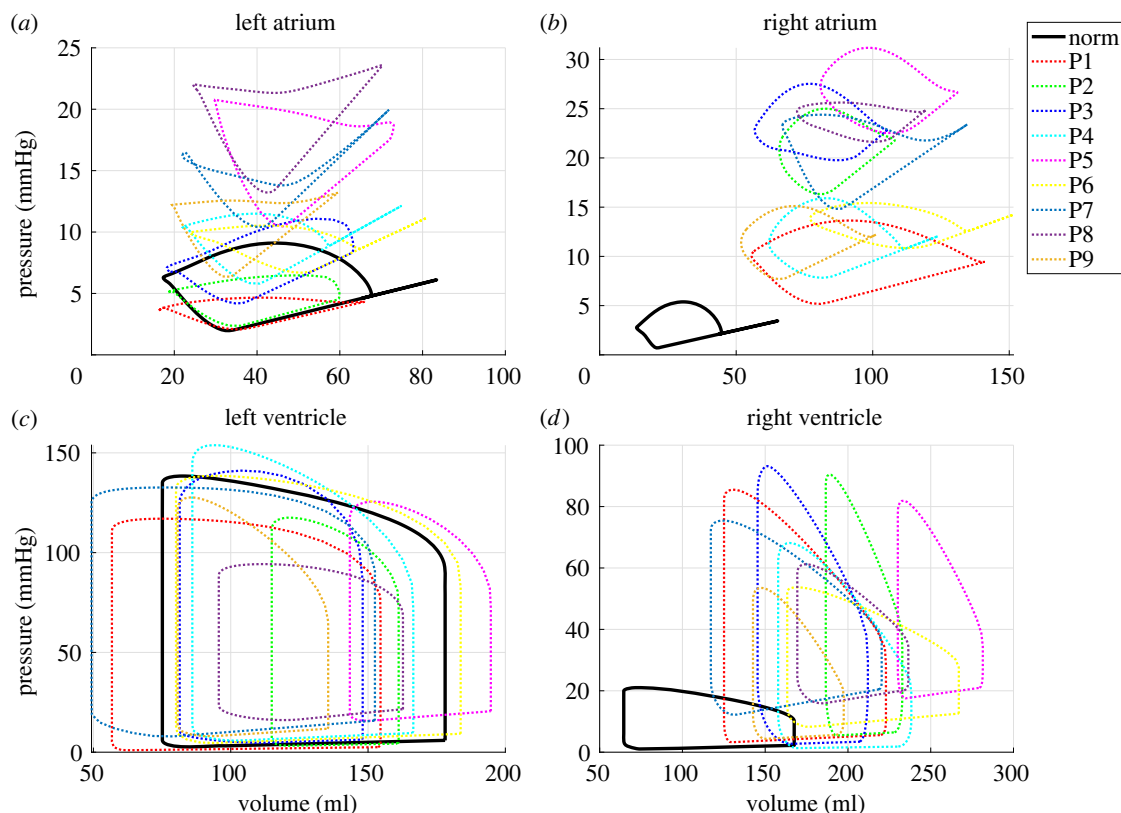 (a) left atrium
(b) right atrium
norm
P1
P2
P3
P4
P5
P6
P7
P8
P9
pressure (mmHg)
25
20
15
10
5
0 20 40 60 80 100
30
25
20
15
10
5
0 50 100 150
(c) left ventricle
(d) right ventricle
pressure (mmHg)
150
100
50
0
50 100 150 200
volume (ml)
100
80
60
40
20
0
50 100 150 200 250 300
volume (ml)